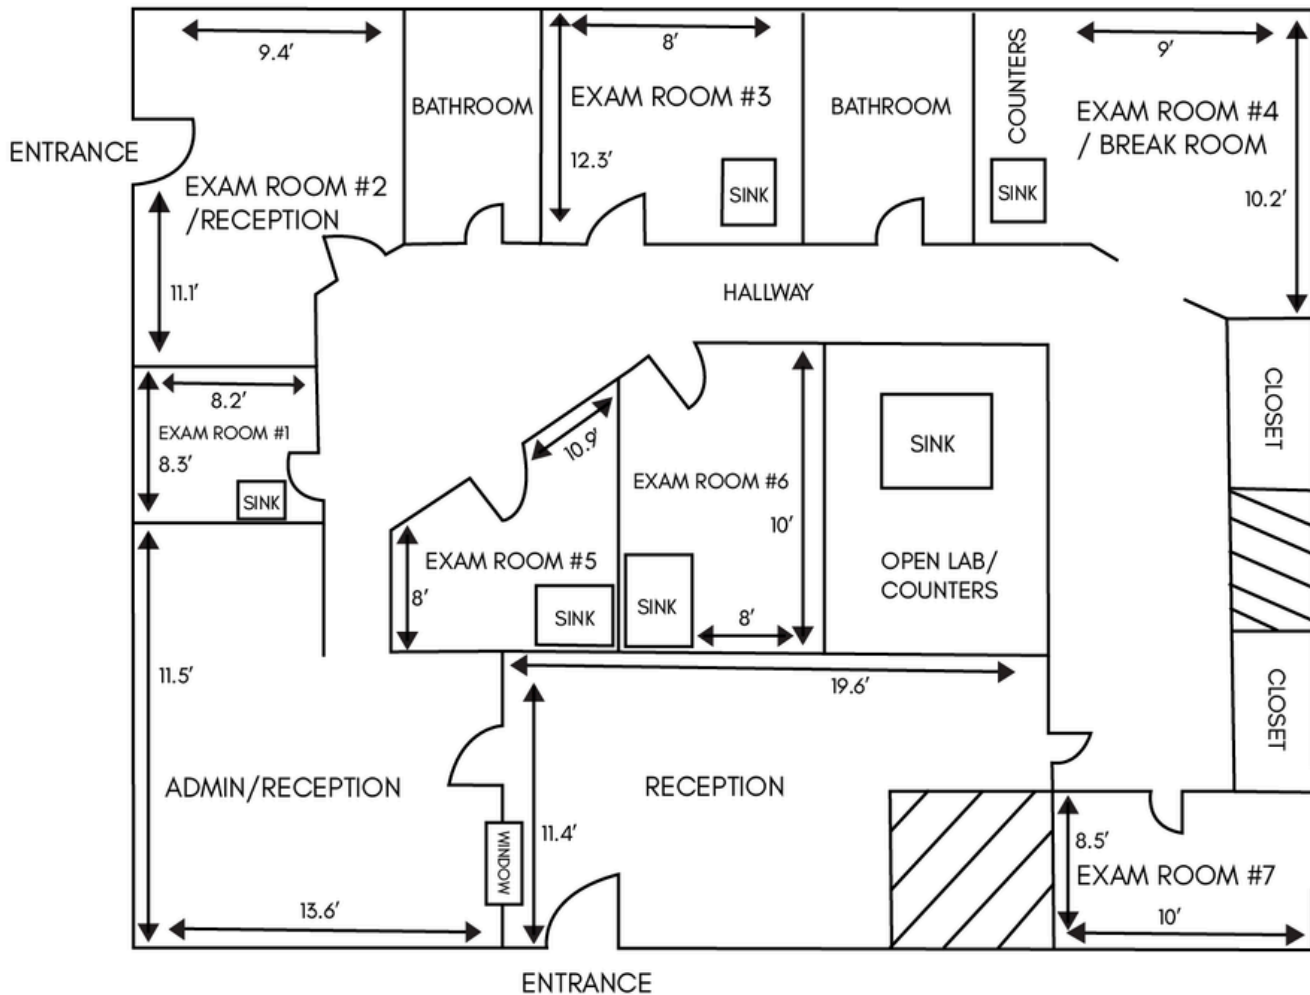 9.4′
8′
COUNTERS
9′
BATHROOM
EXAM ROOM #3
BATHROOM
EXAM ROOM #4
/ BREAK ROOM
ENTRANCE
12.3′
EXAM ROOM #2
/RECEPTION
SINK
SINK
10.2′
11.1′
HALLWAY
8.2′
EXAM ROOM #1
8.3′
SINK
10.9′
EXAM ROOM #6
SINK
CLOSET
10′
EXAM ROOM #5
8′
SINK
SINK
8′
OPEN LAB/
COUNTERS
11.5′
19.6′
CLOSET
ADMIN/RECEPTION
RECEPTION
WINDOW
11.4′
8.5′
EXAM ROOM #7
13.6′
10′
ENTRANCE